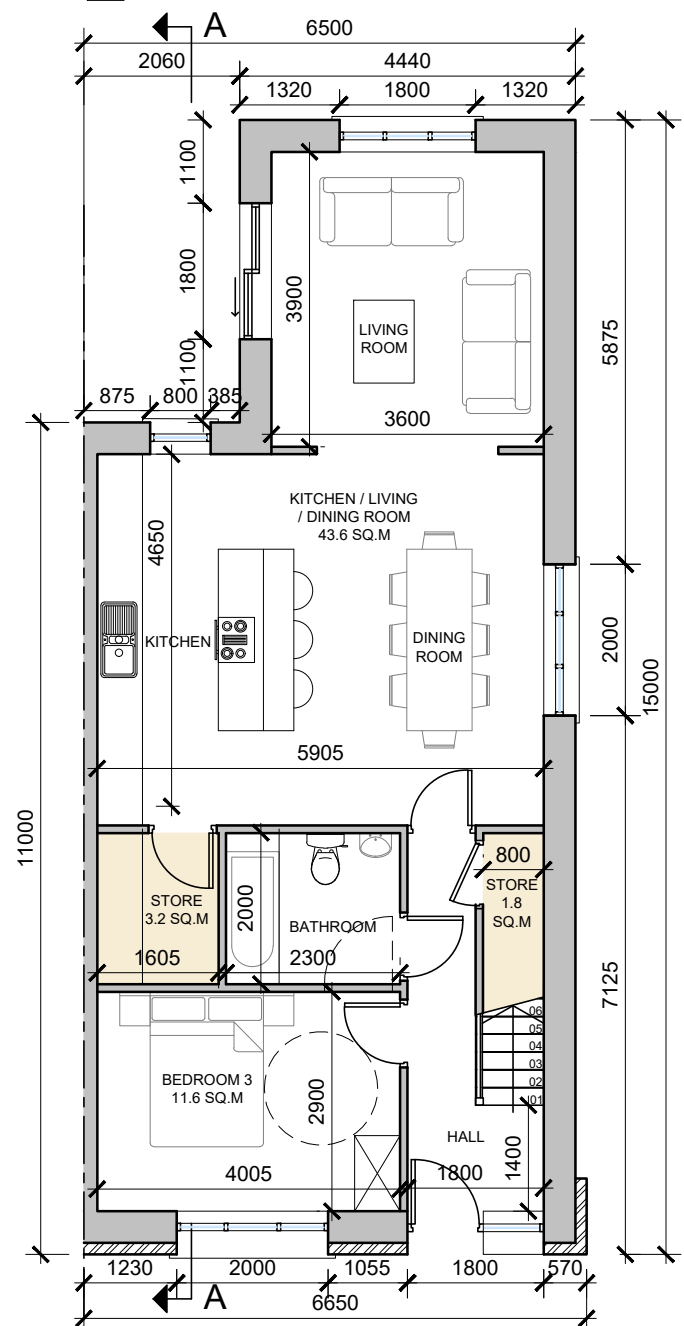 A
6500
2060
4440
1320
1800
1320
1100
1800
1100
3900
5875
LIVING
ROOM
875
800
385
3600
KITCHEN / LIVING
/ DINING ROOM
43.6 SQ.M
4650
KITCHEN
DINING
ROOM
2000
15000
5905
11000
800
STORE
3.2 SQ.M
STORE
1.8
SQ.M
2000
BATHROOM
1605
2300
7125
06
05
04
03
02
01
BEDROOM 3
11.6 SQ.M
2900
HALL
1400
4005
1800
1230
2000
1055
1800
570
A
6650